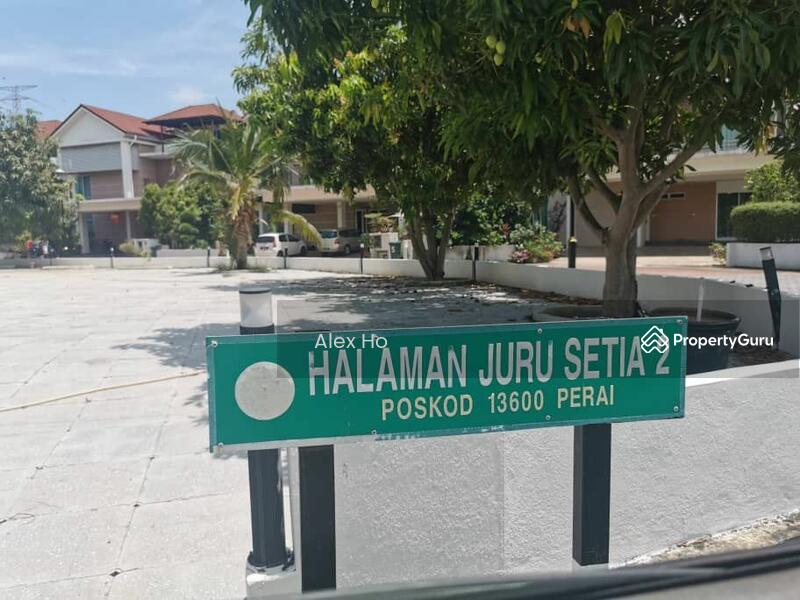 Alex Ho
HALAMAN JURU SETIA 2
PropertyGuru
POSKOD 13600 PERAI